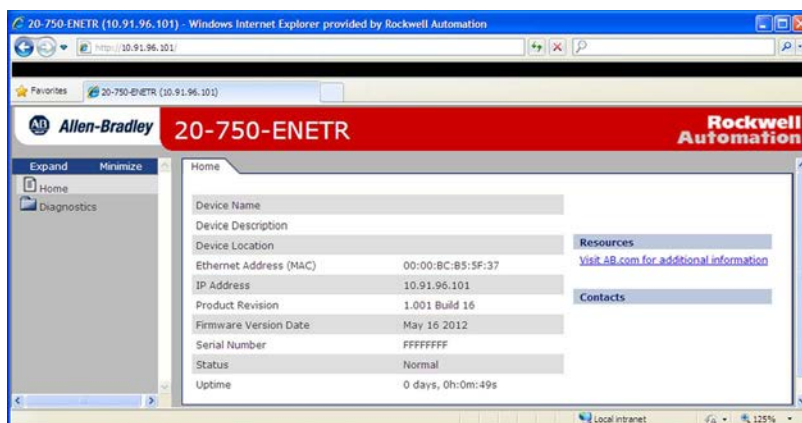 20-750-ENETR (10.91.96.101) - Windows Internet Explorer provided by Rockwell Automation
http://10.91.96.101/
Favorites
20-750-ENETR (10.91.96.101)
AB Allen-Bradley
20-750-ENETR
Rockwell
Automation
Expand Minimize
Home
Diagnostics
Home
Device Name
Device Description
Device Location
Ethernet Address (MAC) 00:00:BC:B5:5F:37
IP Address 10.91.96.101
Product Revision 1.001 Build 16
Firmware Version Date May 16 2012
Serial Number FFFFFFFF
Status Normal
Uptime 0 days, 0h:0m:49s
Resources
Visit AB.com for additional information
Contacts
Local intranet
125%